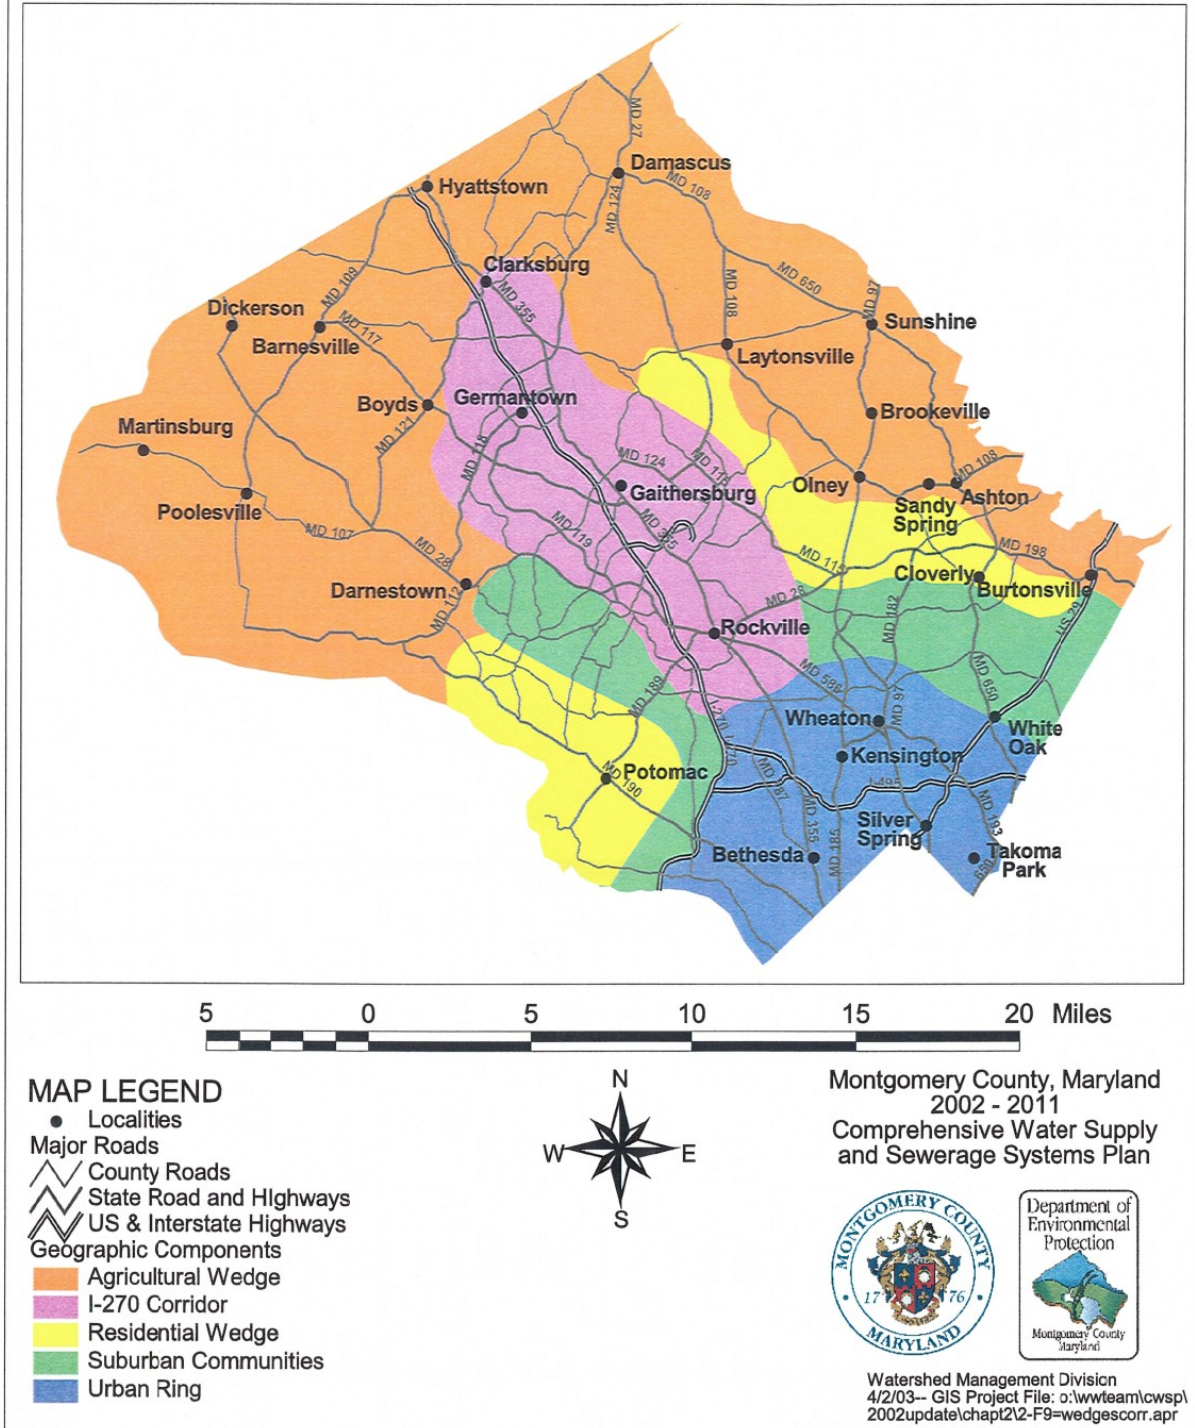 MD 27
Damascus
MD 108
MD 124
Hyattstown
Clarksburg
MD 355
MD 109
MD 650
MD 97
MD 108
Dickerson
Barnesville
MD 117
Sunshine
Laytonsville
Boyds
Germantown
Brookeville
MD 121
MD 118
Martinsburg
MD 124
MD 115
MD 108
Gaithersburg
Olney
Sandy
Spring
Ashton
Poolesville
MD 107
MD 28
MD 119
MD 355
MD 115
MD 198
Cloverly
Burtonsville
Darnestown
MD 112
MD 28
MD 182
US 29
Rockville
MD 586
MD 650
MD 189
MD 97
I-270
I-270
Wheaton
White
Oak
Kensington
Potomac
MD 190
MD 187
I-495
MD 193
MD 355
MD 185
Silver
Spring
Bethesda
Takoma
Park
650
5 0 5 10 15 20 Miles
MAP LEGEND
Localities
Major Roads
County Roads
State Road and HIghways
US & Interstate Highways
Geographic Components
Agricultural Wedge
I-270 Corridor
Residential Wedge
Suburban Communities
Urban Ring
N
W E
S
Montgomery County, Maryland
2002 - 2011
Comprehensive Water Supply
and Sewerage Systems Plan
MONTGOMERY COUNTY
17 76
MARYLAND
Department of
Environmental
Protection
Montgomery County
Maryland
Watershed Management Division
4/2/03-- GIS Project File: o:\wwteam\cwsp\
2002update\chapt2\2-F9=wedgescorr.apr